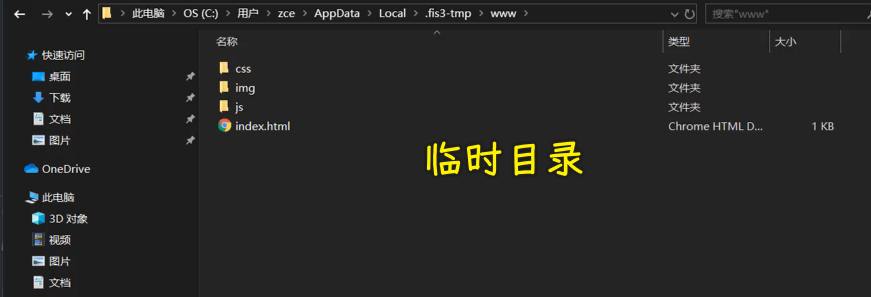 此电脑 > OS (C:) > 用户 > zce > AppData > Local > .fis3-tmp > www >
搜索"www"
名称 类型 大小
快速访问
桌面
下载
文档
图片
OneDrive
此电脑
3D 对象
视频
图片
文档
css 文件夹
img 文件夹
js 文件夹
index.html Chrome HTML D... 1 KB
临时目录